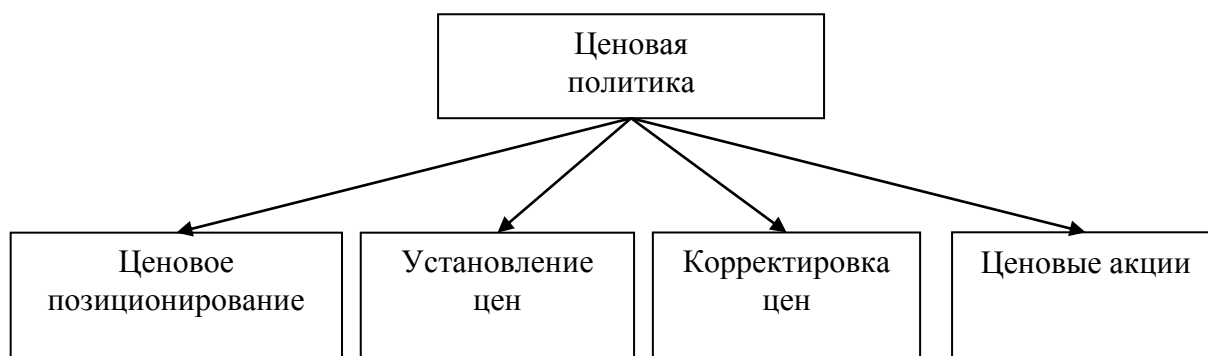 Ценовая
политика
Ценовое
позиционирование
Установление
цен
Корректировка
цен
Ценовые акции